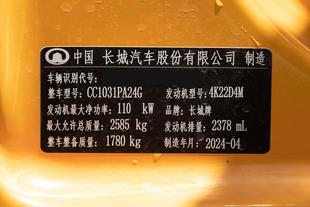 中国 长城汽车股份有限公司 制造
车辆识别代号:
整车型号: CC1031PA24G 发动机型号: 4K22D4M
发动机最大净功率: 110 kW 品牌: 长城牌
最大允许总质量: 2585 kg 发动机排量: 2378 mL
整车整备质量: 1780 kg 制造年月: 2024-04